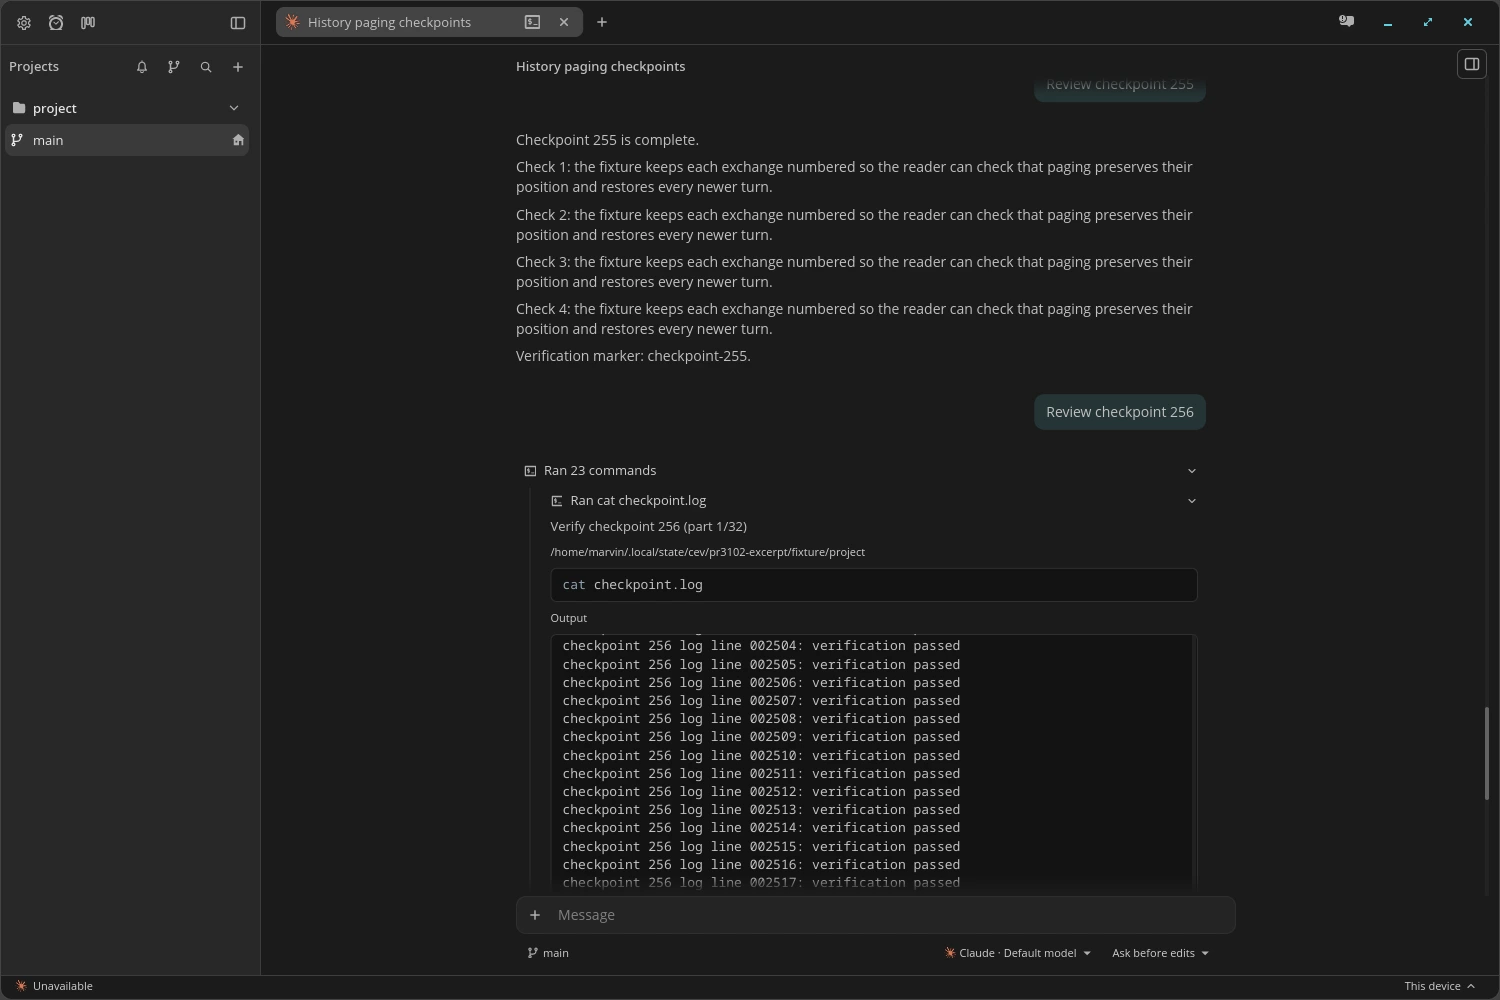 History paging checkpoints
Projects
project
main
History paging checkpoints
Review checkpoint 255
Checkpoint 255 is complete.
Check 1: the fixture keeps each exchange numbered so the reader can check that paging preserves their
position and restores every newer turn.
Check 2: the fixture keeps each exchange numbered so the reader can check that paging preserves their
position and restores every newer turn.
Check 3: the fixture keeps each exchange numbered so the reader can check that paging preserves their
position and restores every newer turn.
Check 4: the fixture keeps each exchange numbered so the reader can check that paging preserves their
position and restores every newer turn.
Verification marker: checkpoint-255.
Review checkpoint 256
Ran 23 commands
Ran cat checkpoint.log
Verify checkpoint 256 (part 1/32)
/home/marvin/.local/state/cev/pr3102-excerpt/fixture/project
cat checkpoint.log
Output
checkpoint 256 log line 002504: verification passed
checkpoint 256 log line 002505: verification passed
checkpoint 256 log line 002506: verification passed
checkpoint 256 log line 002507: verification passed
checkpoint 256 log line 002508: verification passed
checkpoint 256 log line 002509: verification passed
checkpoint 256 log line 002510: verification passed
checkpoint 256 log line 002511: verification passed
checkpoint 256 log line 002512: verification passed
checkpoint 256 log line 002513: verification passed
checkpoint 256 log line 002514: verification passed
checkpoint 256 log line 002515: verification passed
checkpoint 256 log line 002516: verification passed
checkpoint 256 log line 002517: verification passed
Message
main
Claude · Default model
Ask before edits
Unavailable
This device